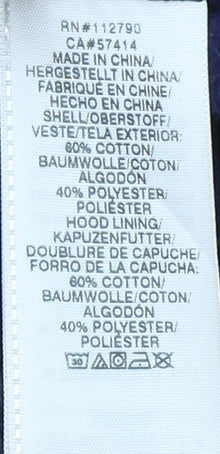 RN#112790
CA#57414
MADE IN CHINA/
HERGESTELLT IN CHINA/
FABRIQUÉ EN CHINE/
HECHO EN CHINA
SHELL/OBERSTOFF/
VESTE/TELA EXTERIOR:
60% COTTON/
BAUMWOLLE/COTON/
ALGODÓN
40% POLYESTER/
POLIÉSTER
HOOD LINING/
KAPUZENFUTTER/
DOUBLURE DE CAPUCHE/
FORRO DE LA CAPUCHA:
60% COTTON/
BAUMWOLLE/COTON/
ALGODÓN
40% POLYESTER/
POLIÉSTER
30